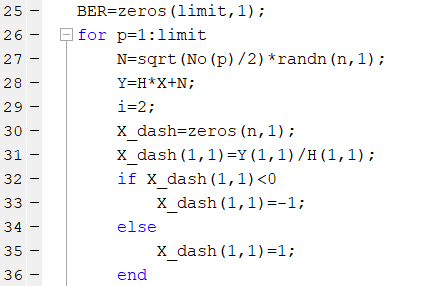 25 - BER=zeros(limit,1);
26 - for p=1:limit
27 - N=sqrt(No(p)/2)*randn(n,1);
28 - Y=H*X+N;
29 - i=2;
30 - X_dash=zeros(n,1);
31 - X_dash(1,1)=Y(1,1)/H(1,1);
32 - if X_dash(1,1)<0
33 - X_dash(1,1)=-1;
34 - else
35 - X_dash(1,1)=1;
36 - end